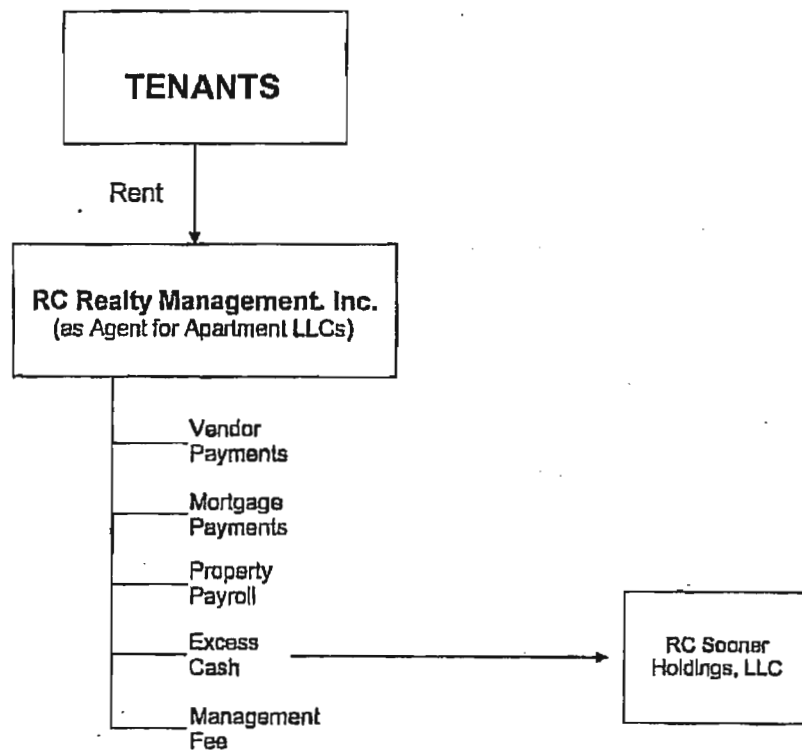 TENANTS
Rent
RC Realty Management. Inc.
(as Agent for Apartment LLCs)
Vendor
Payments
Mortgage
Payments
Property
Payroll
Excess
Cash
RC Sooner
Holdings, LLC
Management
Fee